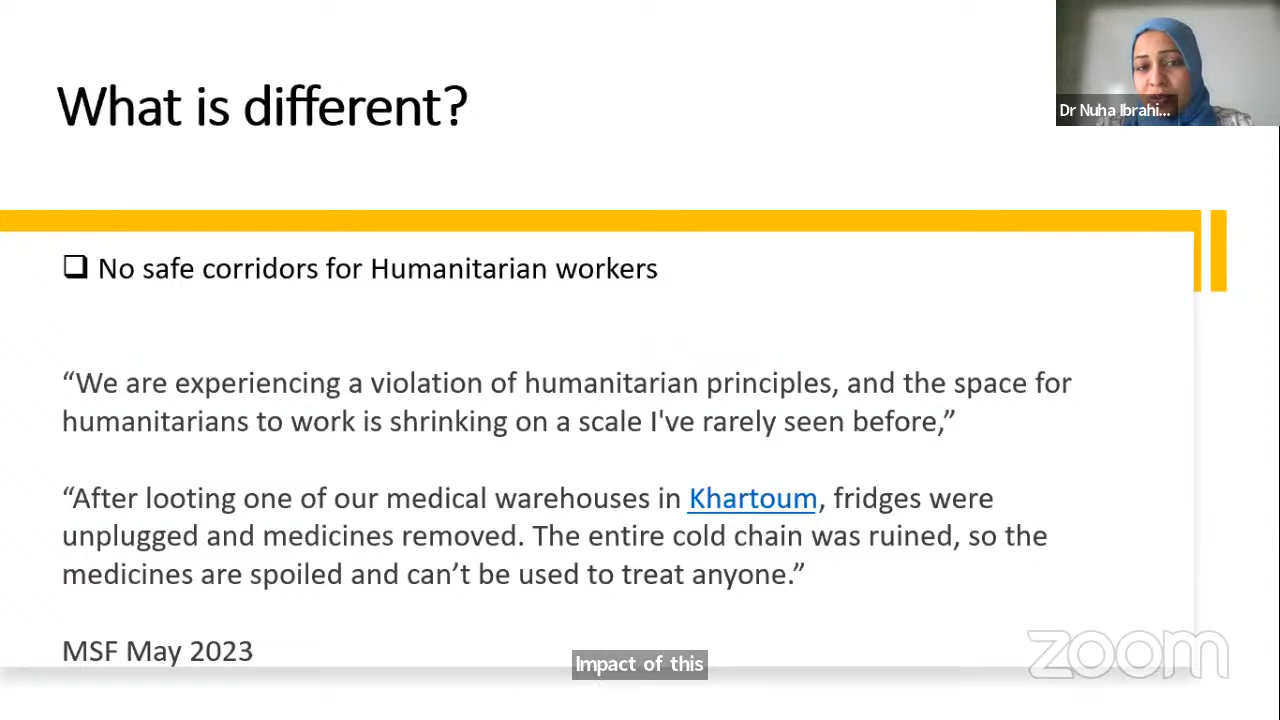 What is different?
Dr Nuha Ibrahi...
No safe corridors for Humanitarian workers
“We are experiencing a violation of humanitarian principles, and the space for
humanitarians to work is shrinking on a scale I've rarely seen before,”
“After looting one of our medical warehouses in Khartoum, fridges were
unplugged and medicines removed. The entire cold chain was ruined, so the
medicines are spoiled and can’t be used to treat anyone.”
MSF May 2023
Impact of this
zoom